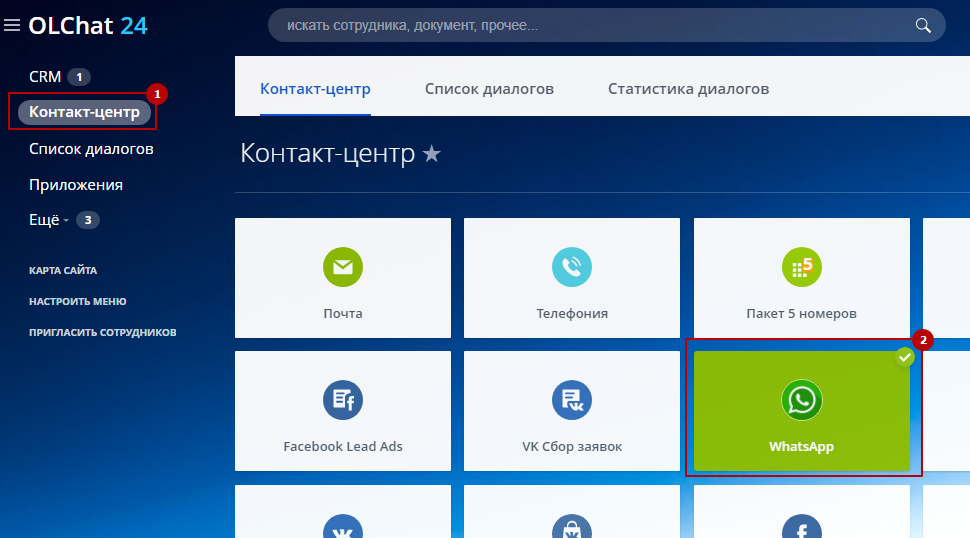 OLChat 24
искать сотрудника, документ, прочее...
CRM 1
Контакт-центр
1
Список диалогов
Приложения
Ещё 3
КАРТА САЙТА
НАСТРОИТЬ МЕНЮ
ПРИГЛАСИТЬ СОТРУДНИКОВ
Контакт-центр Список диалогов Статистика диалогов
Контакт-центр
Почта
Телефония
5
Пакет 5 номеров
Facebook Lead Ads
VK Сбор заявок
2
WhatsApp